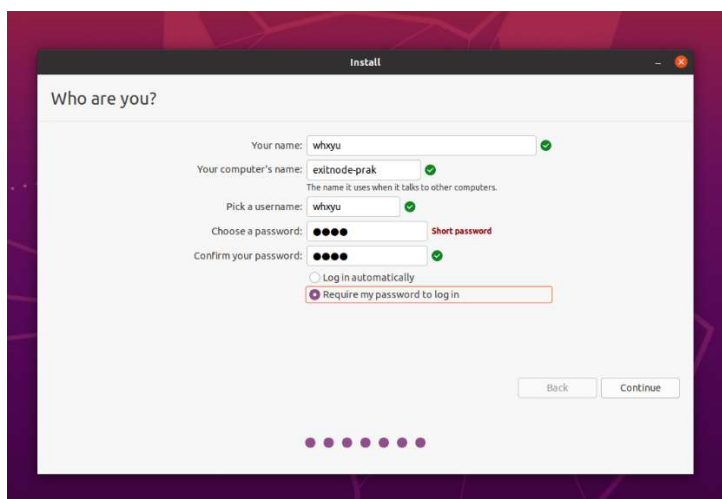 Install
Who are you?
Your name: whxyu
Your computer's name: exitnode-prak
The name it uses when it talks to other computers.
Pick a username: whxyu
Choose a password: ●●●● Short password
Confirm your password: ●●●●
Log in automatically
Require my password to log in
Back Continue